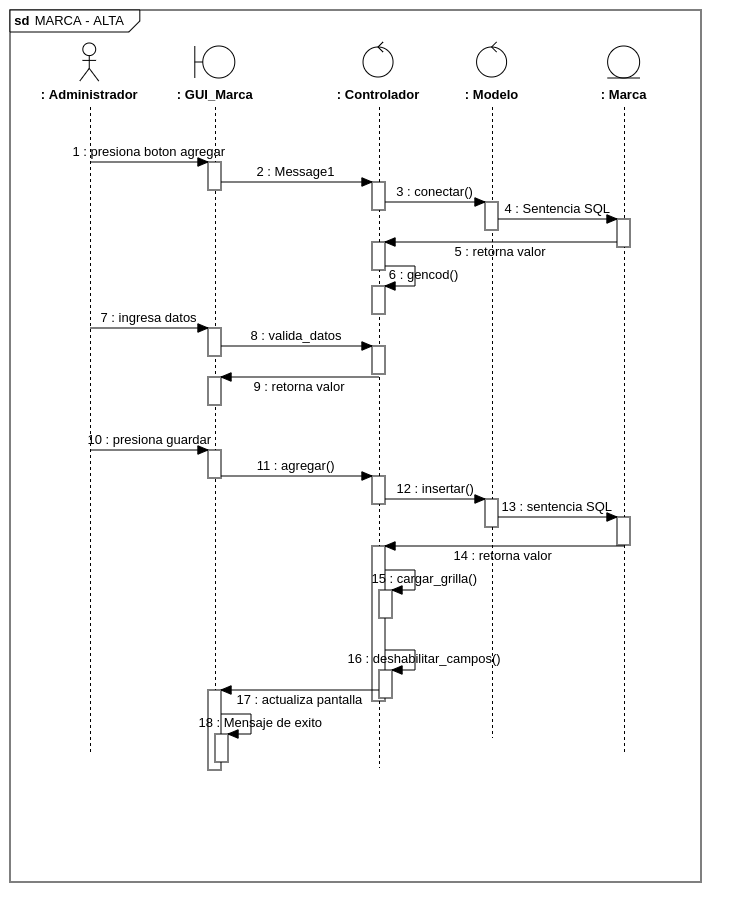 sd MARCA - ALTA
: Administrador
: GUI_Marca
: Controlador
: Modelo
: Marca
1 : presiona boton agregar
2 : Message1
3 : conectar()
4 : Sentencia SQL
5 : retorna valor
6 : gencod()
7 : ingresa datos
8 : valida_datos
9 : retorna valor
10 : presiona guardar
11 : agregar()
12 : insertar()
13 : sentencia SQL
14 : retorna valor
15 : cargar_grilla()
16 : deshabilitar_campos()
17 : actualiza pantalla
18 : Mensaje de exito